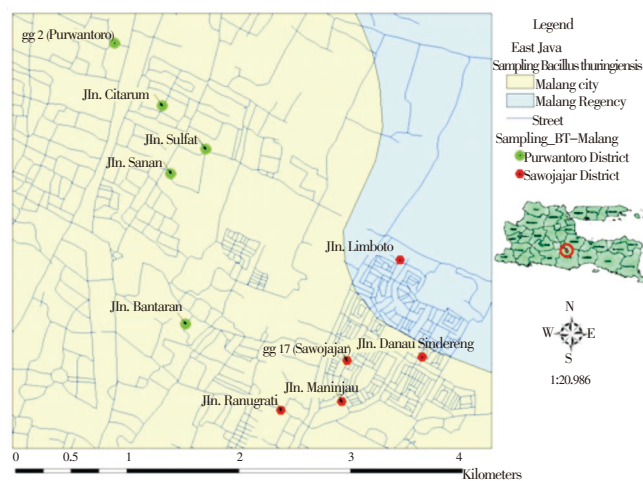 gg 2 (Purwantoro)
Jln. Citarum
Jln. Sulfat
Jln. Sanan
Jln. Limboto
Jln. Bantaran
Jln. Danau Sindereng
gg 17 (Sawojajar)
Jln. Maninjau
Jln. Ranugrati
0 0.5 1 2 3 4
Kilometers
Legend
East Java
Sampling Bacillus thuringiensis
Malang city
Malang Regency
Street
Sampling_BT-Malang
Purwantoro District
Sawojajar District
N
W E
S
1:20.986